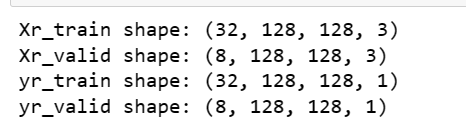 Xr_train shape: (32, 128, 128, 3)
Xr_valid shape: (8, 128, 128, 3)
yr_train shape: (32, 128, 128, 1)
yr_valid shape: (8, 128, 128, 1)